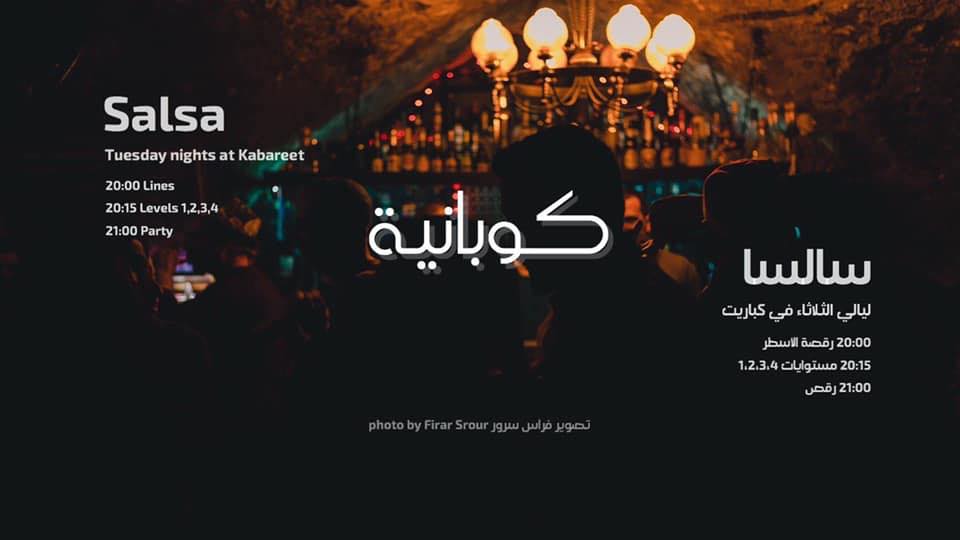 Salsa
Tuesday nights at Kabareet
20:00 Lines
20:15 Levels 1,2,3,4
21:00 Party
كوبانية
سالسا
ليالي الثلاثاء في كباريت
20:00 رقصة الأسطر
20:15 مستوايات 1،2،3،4
21:00 رقص
photo by Firar Srour تصوير فراس سرور